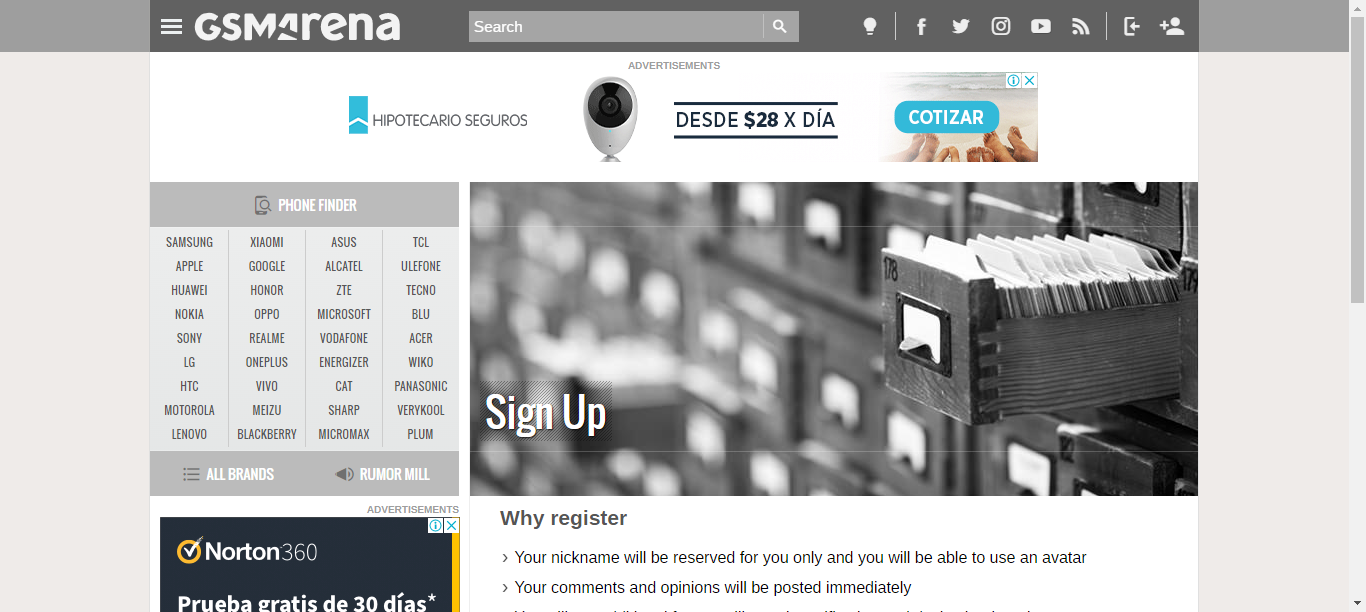 GSMArena
Search
ADVERTISEMENTS
HIPOTECARIO SEGUROS
DESDE $28 X DÍA
COTIZAR
PHONE FINDER
SAMSUNG XIAOMI ASUS TCL
APPLE GOOGLE ALCATEL ULEFONE
HUAWEI HONOR ZTE TECNO
NOKIA OPPO MICROSOFT BLU
SONY REALME VODAFONE ACER
LG ONEPLUS ENERGIZER WIKO
HTC VIVO CAT PANASONIC
MOTOROLA MEIZU SHARP VERYKOOL
LENOVO BLACKBERRY MICROMAX PLUM
ALL BRANDS RUMOR MILL
ADVERTISEMENTS
Norton360
Prueba gratis de 30 días*
178
Sign Up
Why register
Your nickname will be reserved for you only and you will be able to use an avatar
Your comments and opinions will be posted immediately